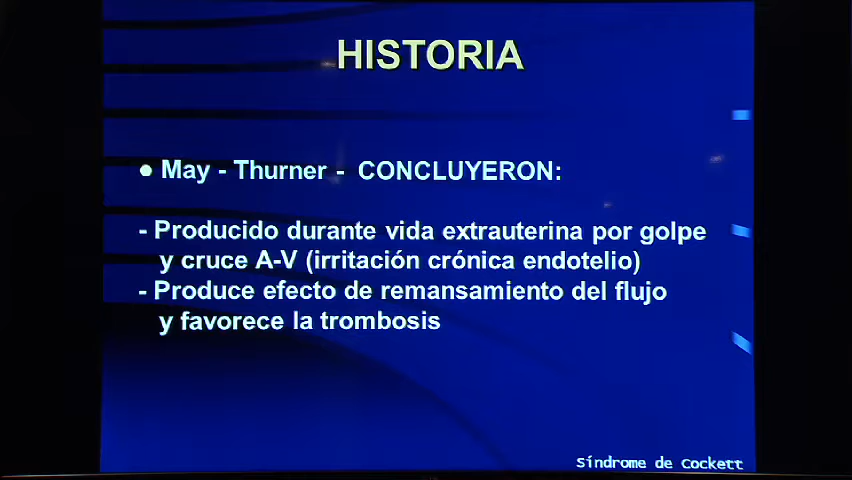 HISTORIA
● May - Thurner - CONCLUYERON:
- Producido durante vida extrauterina por golpe
y cruce A-V (irritación crónica endotelio)
- Produce efecto de remansamiento del flujo
y favorece la trombosis
Síndrome de Cockett